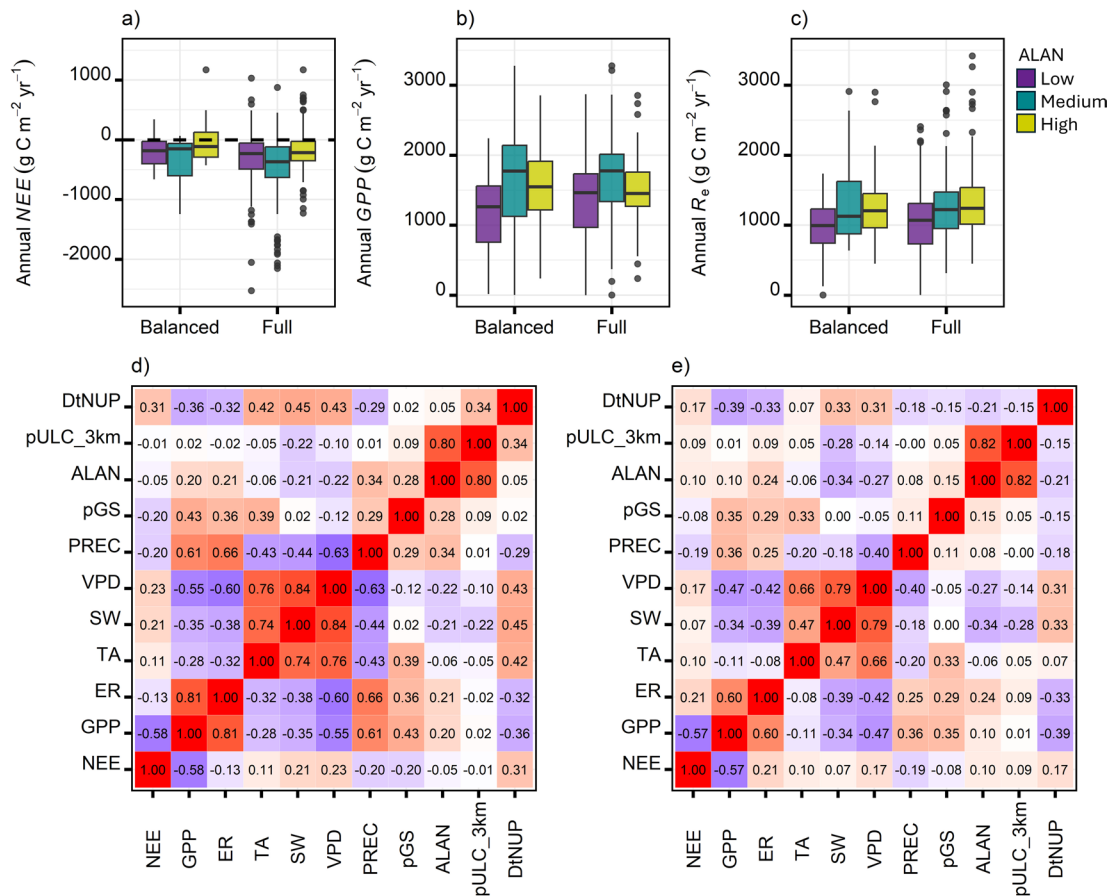 a)
b)
c)
Annual NEE (g C m−2 yr−1)
1000
0
-1000
-2000
Balanced Full
Annual GPP (g C m−2 yr−1)
3000
2000
1000
0
Balanced Full
Annual Re (g C m−2 yr−1)
3000
2000
1000
0
Balanced Full
ALAN
Low
Medium
High
d)
DtNUP 0.31 -0.36 -0.32 0.42 0.45 0.43 -0.29 0.02 0.05 0.34 1.00
pULC_3km -0.01 0.02 -0.02 -0.05 -0.22 -0.10 0.01 0.09 0.80 1.00 0.34
ALAN -0.05 0.20 0.21 -0.06 -0.21 -0.22 0.34 0.28 1.00 0.80 0.05
pGS -0.20 0.43 0.36 0.39 0.02 -0.12 0.29 1.00 0.28 0.09 0.02
PREC -0.20 0.61 0.66 -0.43 -0.44 -0.63 1.00 0.29 0.34 0.01 -0.29
VPD 0.23 -0.55 -0.60 0.76 0.84 1.00 -0.63 -0.12 -0.22 -0.10 0.43
SW 0.21 -0.35 -0.38 0.74 1.00 0.84 -0.44 0.02 -0.21 -0.22 0.45
TA 0.11 -0.28 -0.32 1.00 0.74 0.76 -0.43 0.39 -0.06 -0.05 0.42
ER -0.13 0.81 1.00 -0.32 -0.38 -0.60 0.66 0.36 0.21 -0.02 -0.32
GPP -0.58 1.00 0.81 -0.28 -0.35 -0.55 0.61 0.43 0.20 0.02 -0.36
NEE 1.00 -0.58 -0.13 0.11 0.21 0.23 -0.20 -0.20 -0.05 -0.01 0.31
NEE GPP ER TA SW VPD PREC pGS ALAN pULC_3km DtNUP
e)
DtNUP 0.17 -0.39 -0.33 0.07 0.33 0.31 -0.18 -0.15 -0.21 -0.15 1.00
pULC_3km 0.09 0.01 0.09 0.05 -0.28 -0.14 -0.00 0.05 0.82 1.00 -0.15
ALAN 0.10 0.10 0.24 -0.06 -0.34 -0.27 0.08 0.15 1.00 0.82 -0.21
pGS -0.08 0.35 0.29 0.33 0.00 -0.05 0.11 1.00 0.15 0.05 -0.15
PREC -0.19 0.36 0.25 -0.20 -0.18 -0.40 1.00 0.11 0.08 -0.00 -0.18
VPD 0.17 -0.47 -0.42 0.66 0.79 1.00 -0.40 -0.05 -0.27 -0.14 0.31
SW 0.07 -0.34 -0.39 0.47 1.00 0.79 -0.18 0.00 -0.34 -0.28 0.33
TA 0.10 -0.11 -0.08 1.00 0.47 0.66 -0.20 0.33 -0.06 0.05 0.07
ER 0.21 0.60 1.00 -0.08 -0.39 -0.42 0.25 0.29 0.24 0.09 -0.33
GPP -0.57 1.00 0.60 -0.11 -0.34 -0.47 0.36 0.35 0.10 0.01 -0.39
NEE 1.00 -0.57 0.21 0.10 0.07 0.17 -0.19 -0.08 0.10 0.09 0.17
NEE GPP ER TA SW VPD PREC pGS ALAN pULC_3km DtNUP